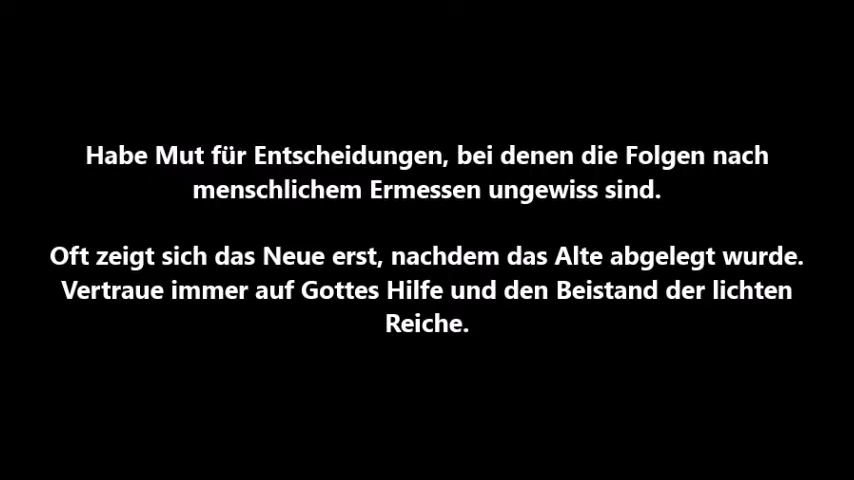 Habe Mut für Entscheidungen, bei denen die Folgen nach
menschlichem Ermessen ungewiss sind.
Oft zeigt sich das Neue erst, nachdem das Alte abgelegt wurde.
Vertraue immer auf Gottes Hilfe und den Beistand der lichten
Reiche.